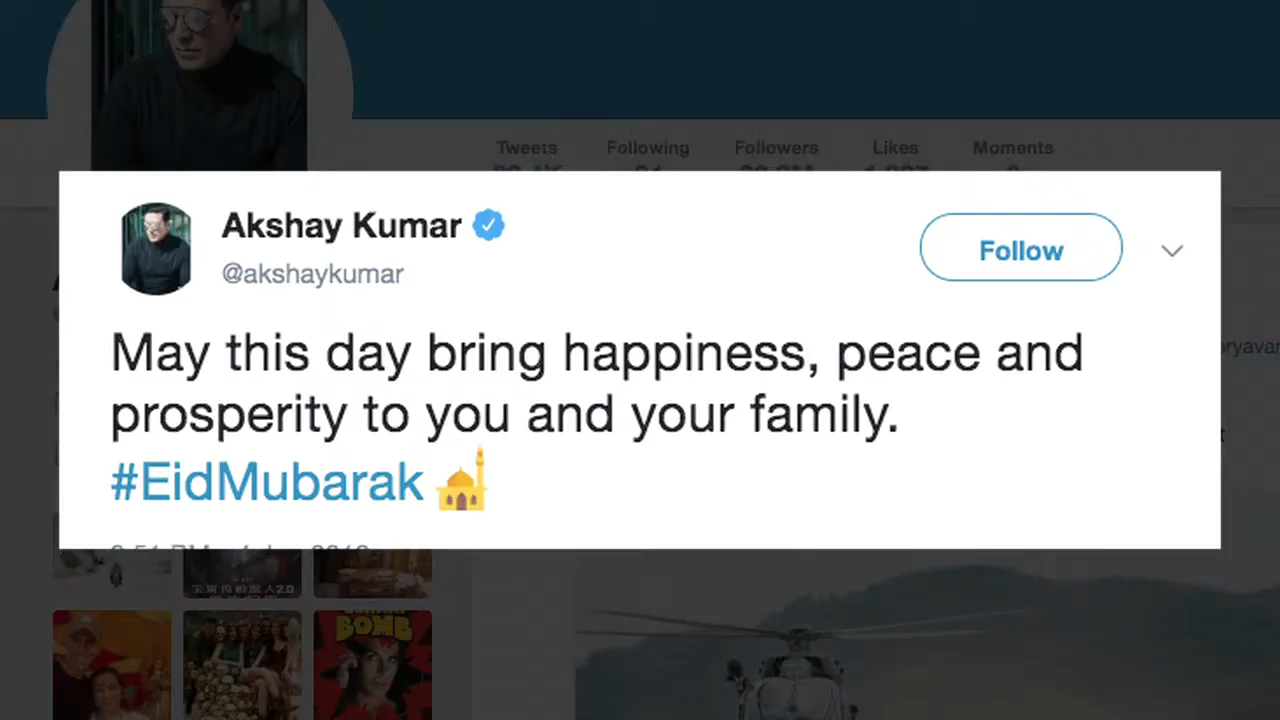 Tweets Following Followers Likes Moments
Akshay Kumar
@akshaykumar
Follow
May this day bring happiness, peace and
prosperity to you and your family.
#EidMubarak
BOMB